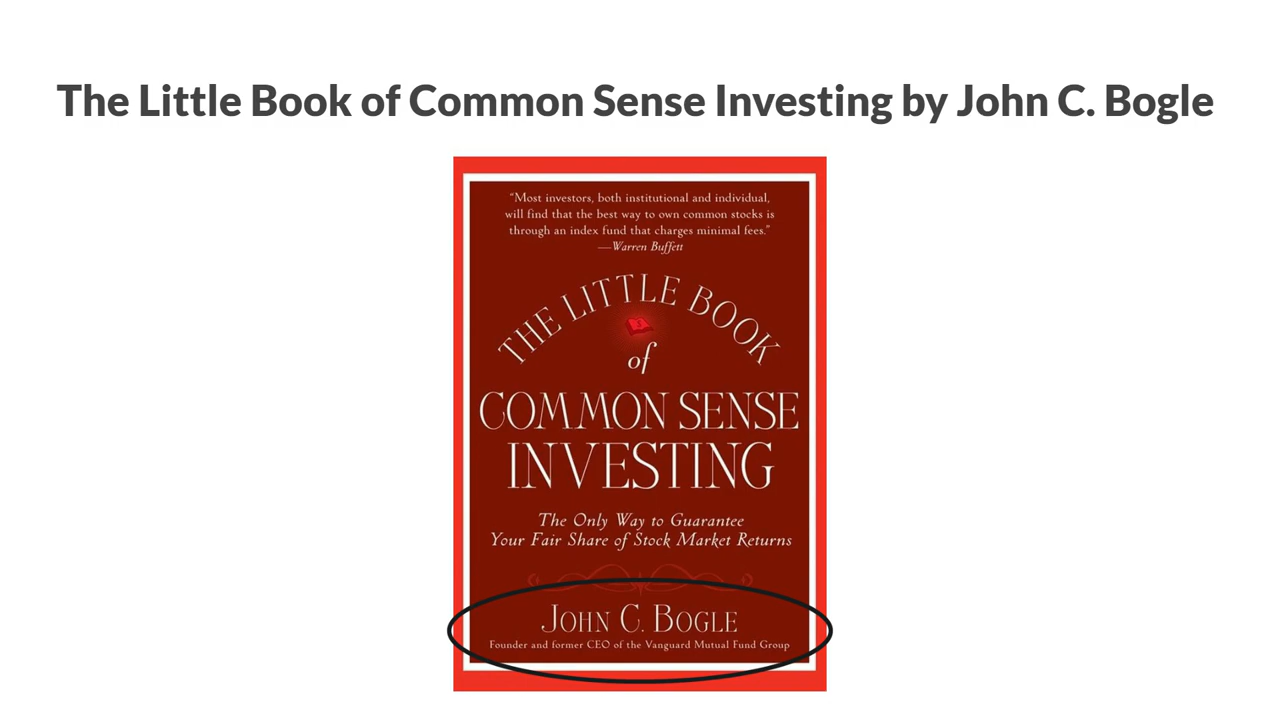 The Little Book of Common Sense Investing by John C. Bogle
“Most investors, both institutional and individual,
will find that the best way to own common stocks is
through an index fund that charges minimal fees.”
—Warren Buffett
THE LITTLE BOOK
of
COMMON SENSE
INVESTING
The Only Way to Guarantee
Your Fair Share of Stock Market Returns
JOHN C. BOGLE
Founder and former CEO of the Vanguard Mutual Fund Group